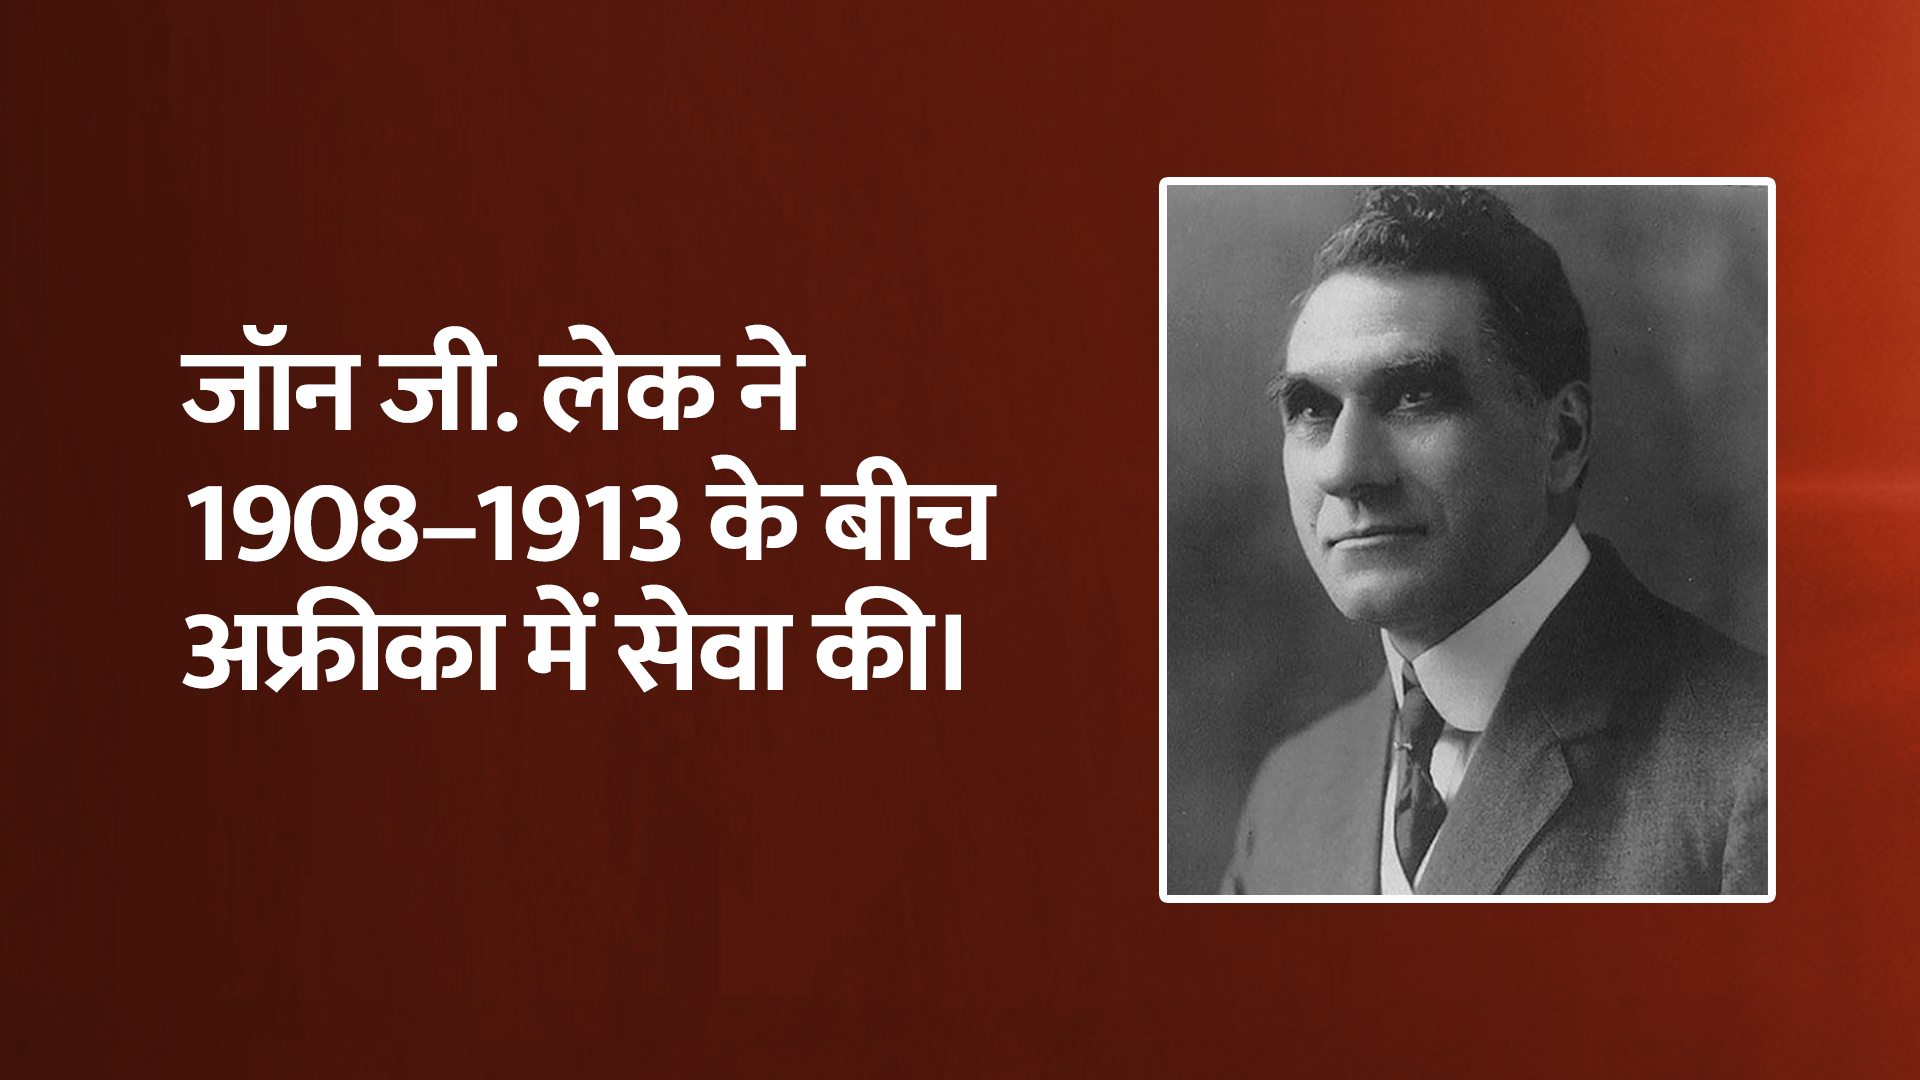 जॉन जी. लेक ने
1908–1913 के बीच
अफ्रीका में सेवा की।